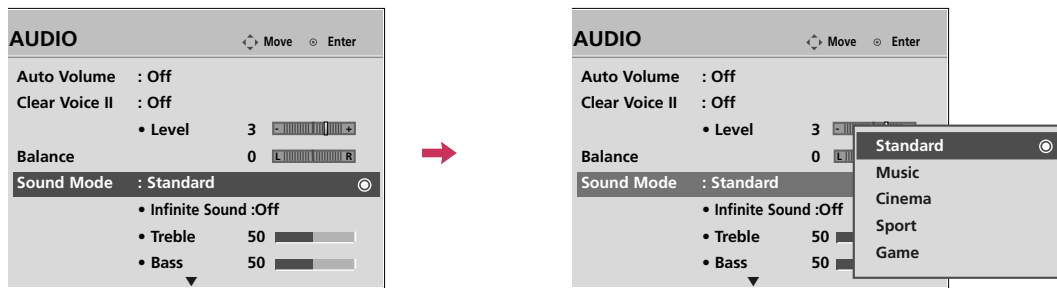 AUDIO Move Enter
Auto Volume : Off
Clear Voice II : Off
• Level 3 - +
Balance 0 L R
Sound Mode : Standard
• Infinite Sound :Off
• Treble 50
• Bass 50
AUDIO Move Enter
Auto Volume : Off
Clear Voice II : Off
• Level 3 - +
Balance 0 L
Sound Mode : Standard
• Infinite Sound :Off
• Treble 50
• Bass 50
Standard
Music
Cinema
Sport
Game